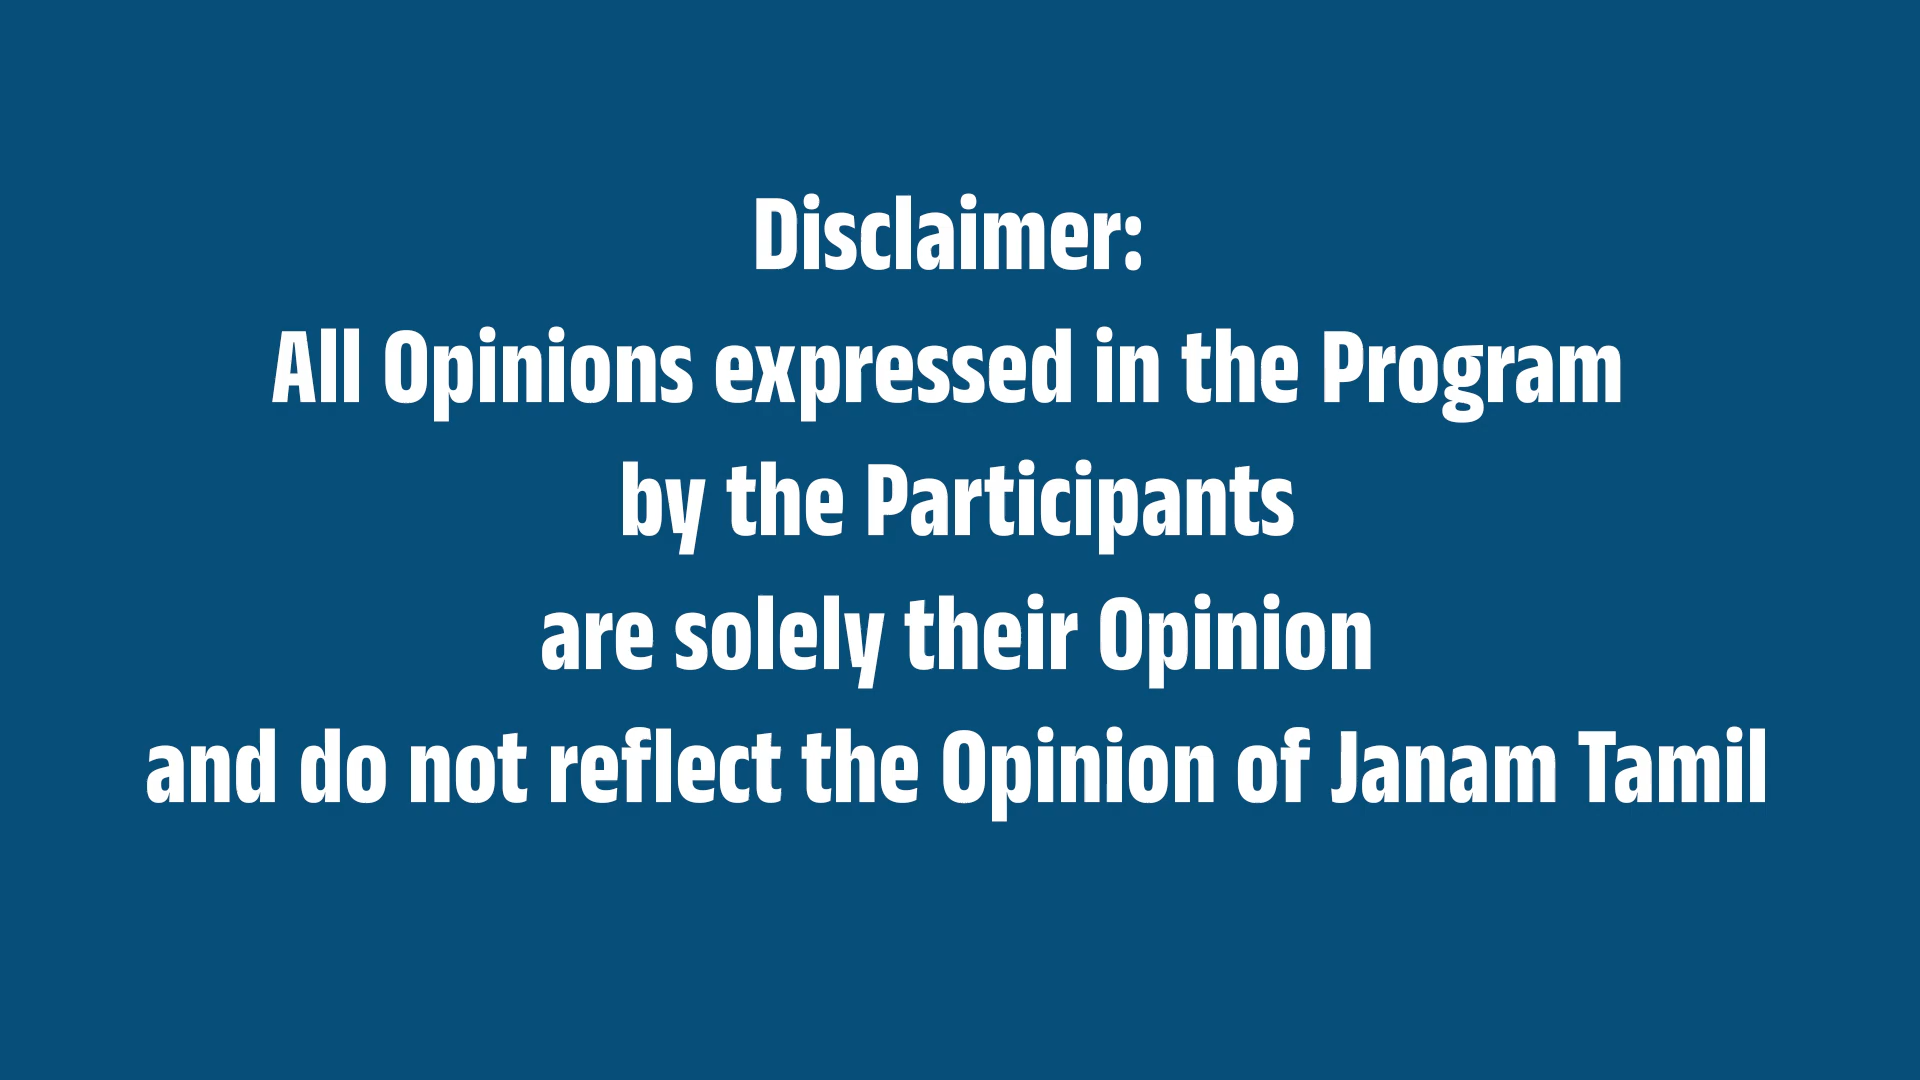 Disclaimer:
All Opinions expressed in the Program
by the Participants
are solely their Opinion
and do not reflect the Opinion of Janam Tamil